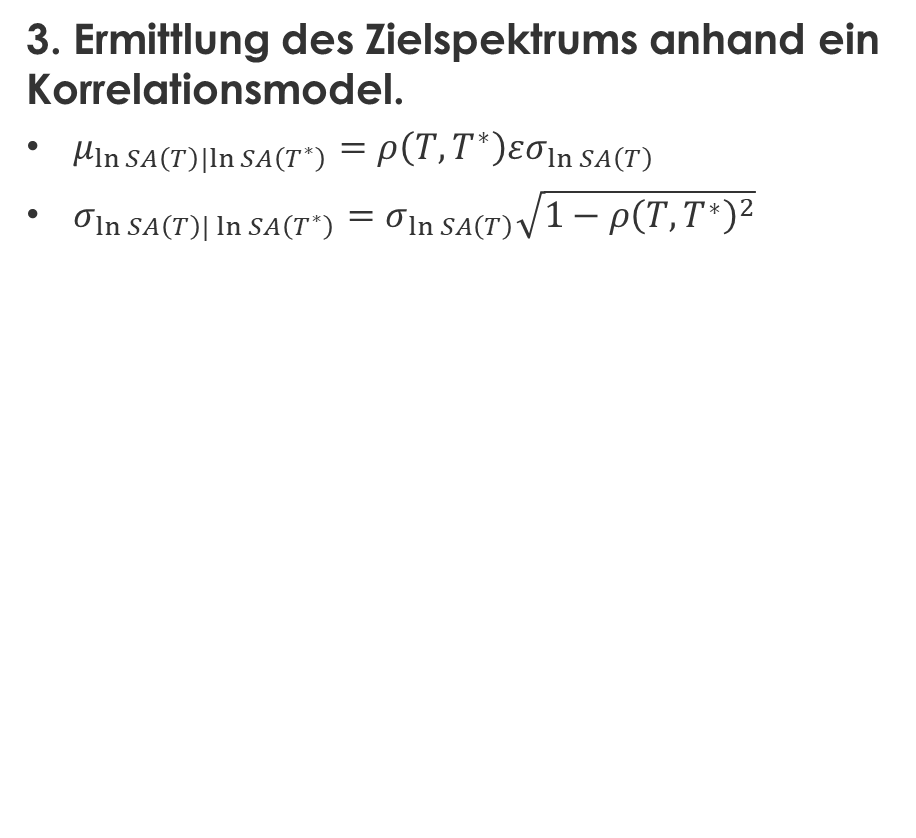 3. Ermittlung des Zielspektrums anhand ein
Korrelationsmodel.
• μ_{ln SA(T)|ln SA(T*)} = ρ(T,T*)εσ_{ln SA(T)}
• σ_{ln SA(T)| ln SA(T*)} = σ_{ln SA(T)}√(1 − ρ(T,T*)²)